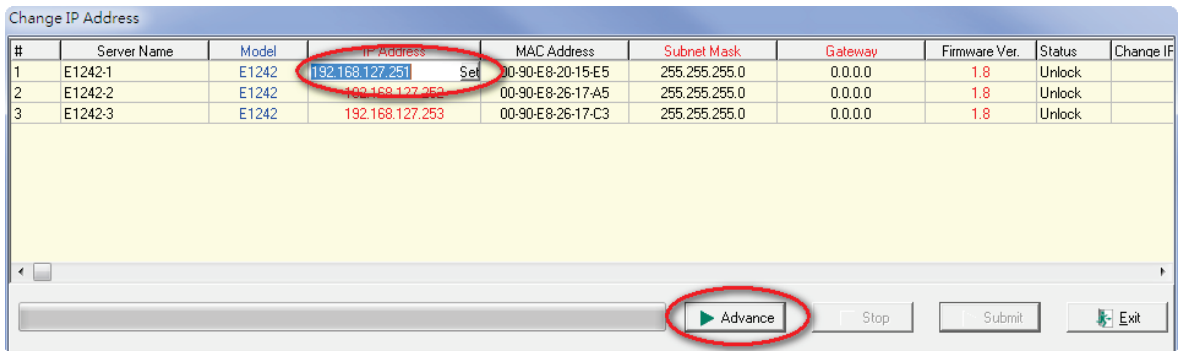 Change IP Address
# Server Name Model IP Address MAC Address Subnet Mask Gateway Firmware Ver. Status Change IP
1 E1242-1 E1242 192.168.127.251 Set 00-90-E8-20-15-E5 255.255.255.0 0.0.0.0 1.8 Unlock
2 E1242-2 E1242 192.168.127.252 00-90-E8-26-17-A5 255.255.255.0 0.0.0.0 1.8 Unlock
3 E1242-3 E1242 192.168.127.253 00-90-E8-26-17-C3 255.255.255.0 0.0.0.0 1.8 Unlock
Advance Stop Submit Exit